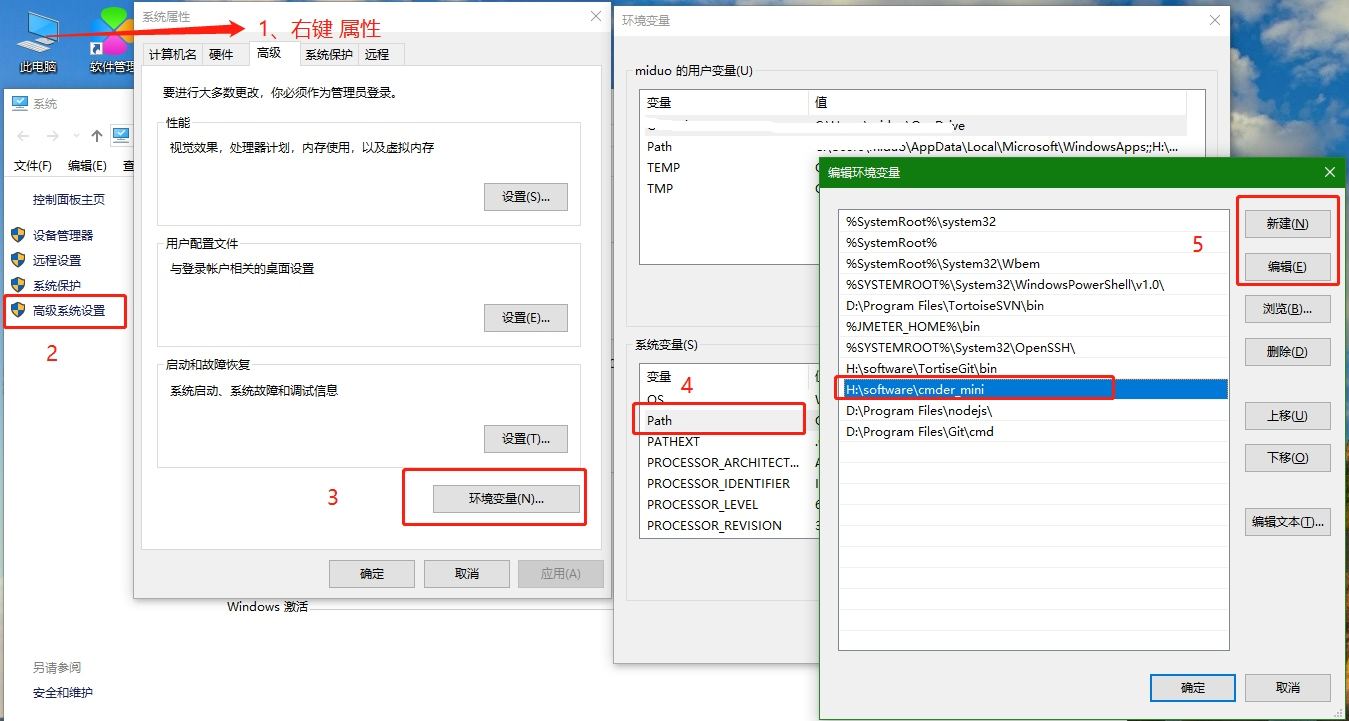 此电脑
软件管理
1、右键 属性
系统
文件(F) 编辑(E) 查
控制面板主页
设备管理器
远程设置
系统保护
高级系统设置
2
另请参阅
安全和维护
Windows 激活
系统属性
计算机名 硬件 高级 系统保护 远程
要进行大多数更改，你必须作为管理员登录。
性能
视觉效果，处理器计划，内存使用，以及虚拟内存
设置(S)...
用户配置文件
与登录帐户相关的桌面设置
设置(E)...
启动和故障恢复
系统启动、系统故障和调试信息
设置(T)...
3
环境变量(N)...
确定 取消 应用(A)
环境变量
miduo 的用户变量(U)
变量 值
Path \AppData\Local\Microsoft\WindowsApps;;H:\...
TEMP
TMP
系统变量(S)
变量
4
OS
Path
PATHEXT
PROCESSOR_ARCHITECT...
PROCESSOR_IDENTIFIER
PROCESSOR_LEVEL
PROCESSOR_REVISION
编辑环境变量
%SystemRoot%\system32
%SystemRoot%
%SystemRoot%\System32\Wbem
%SYSTEMROOT%\System32\WindowsPowerShell\v1.0\
D:\Program Files\TortoiseSVN\bin
%JMETER_HOME%\bin
%SYSTEMROOT%\System32\OpenSSH\
H:\software\TortiseGit\bin
H:\software\cmder_mini
D:\Program Files\nodejs\
D:\Program Files\Git\cmd
5
新建(N)
编辑(E)
浏览(B)...
删除(D)
上移(U)
下移(O)
编辑文本(T)...
确定 取消